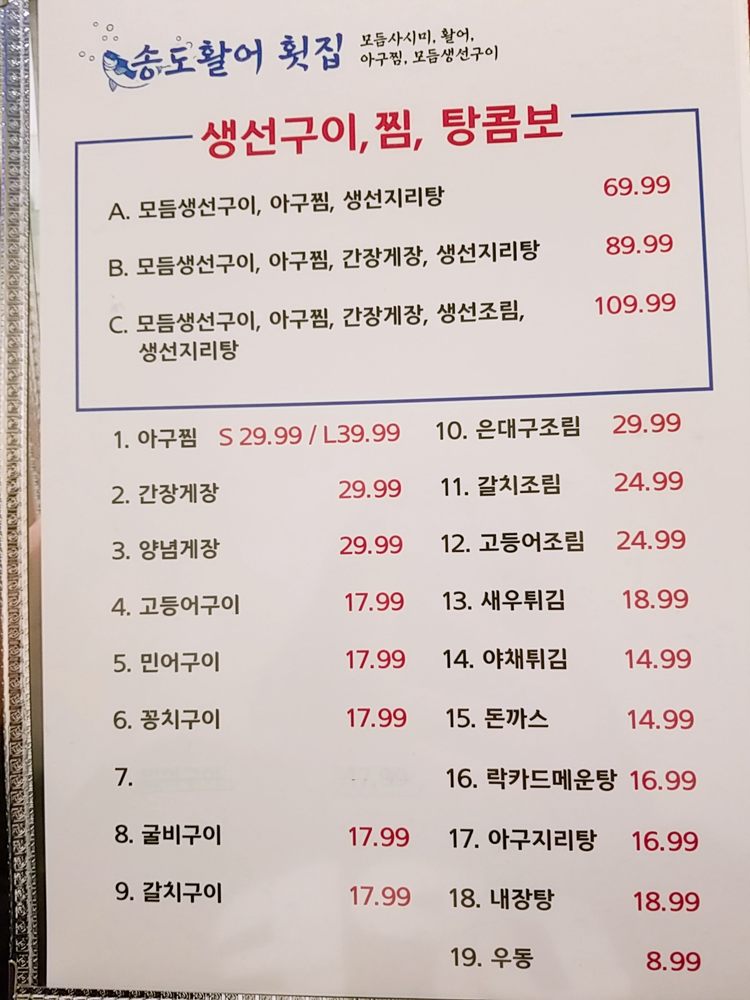 송도활어 횟집
모듬사시미, 활어,
아구찜, 모듬생선구이
생선구이, 찜, 탕콤보
A. 모듬생선구이, 아구찜, 생선지리탕 69.99
B. 모듬생선구이, 아구찜, 간장게장, 생선지리탕 89.99
C. 모듬생선구이, 아구찜, 간장게장, 생선조림, 109.99
생선지리탕
1. 아구찜 S 29.99 / L39.99
2. 간장게장 29.99
3. 양념게장 29.99
4. 고등어구이 17.99
5. 민어구이 17.99
6. 꽁치구이 17.99
7.
8. 굴비구이 17.99
9. 갈치구이 17.99
10. 은대구조림 29.99
11. 갈치조림 24.99
12. 고등어조림 24.99
13. 새우튀김 18.99
14. 야채튀김 14.99
15. 돈까스 14.99
16. 락카드메운탕 16.99
17. 아구지리탕 16.99
18. 내장탕 18.99
19. 우동 8.99